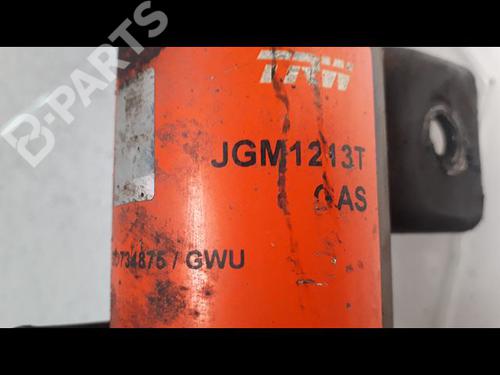 B-PARTS
TRW
JGM1213T
GAS
/ GWU